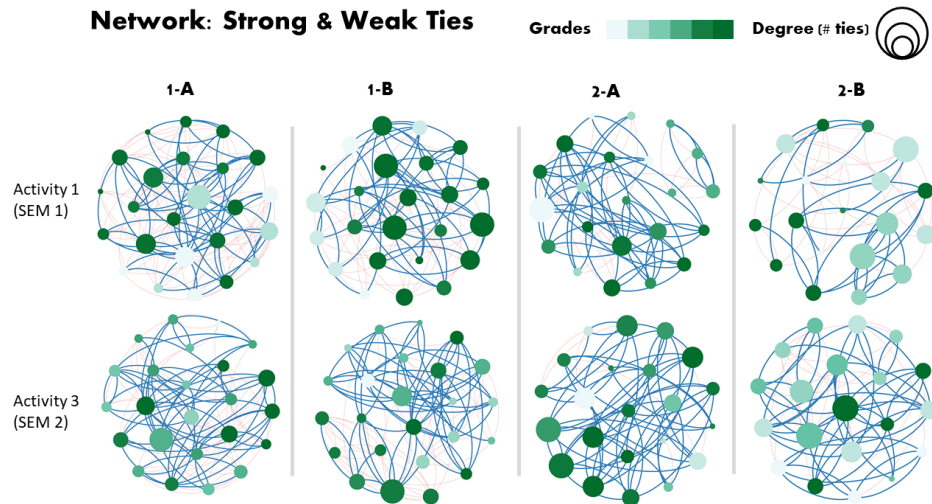 Network: Strong & Weak Ties
Grades
Degree (# ties)
1-A
1-B
2-A
2-B
Activity 1
(SEM 1)
Activity 3
(SEM 2)